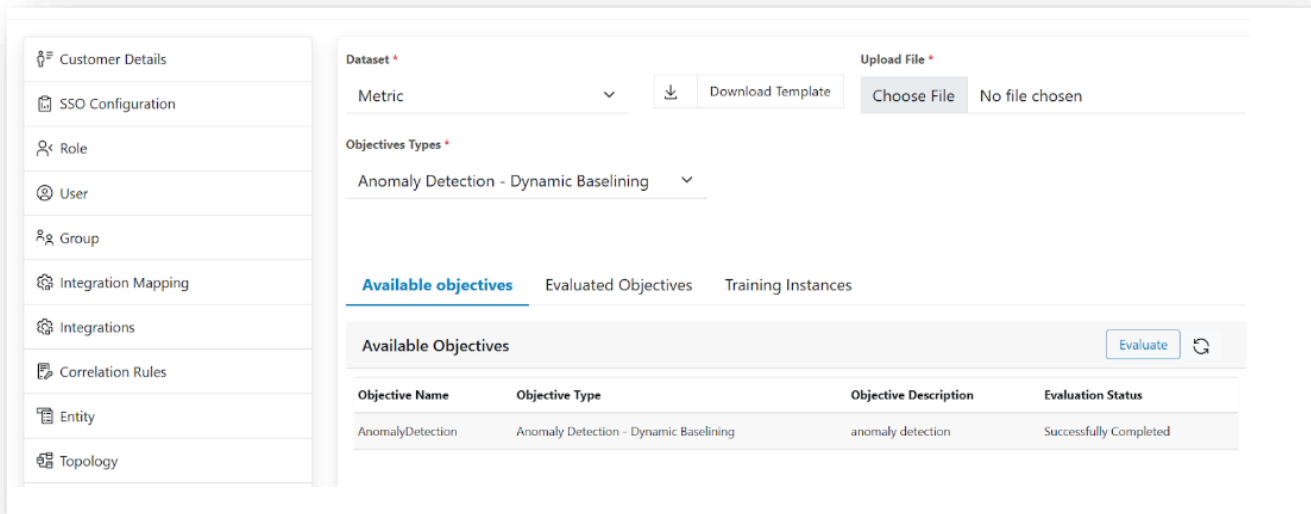 Customer Details
SSO Configuration
Role
User
Group
Integration Mapping
Integrations
Correlation Rules
Entity
Topology
Dataset *
Metric
Download Template
Upload File *
Choose File No file chosen
Objectives Types *
Anomaly Detection - Dynamic Baselining
Available objectives Evaluated Objectives Training Instances
Available Objectives Evaluate
Objective Name Objective Type Objective Description Evaluation Status
AnomalyDetection Anomaly Detection - Dynamic Baselining anomaly detection Successfully Completed